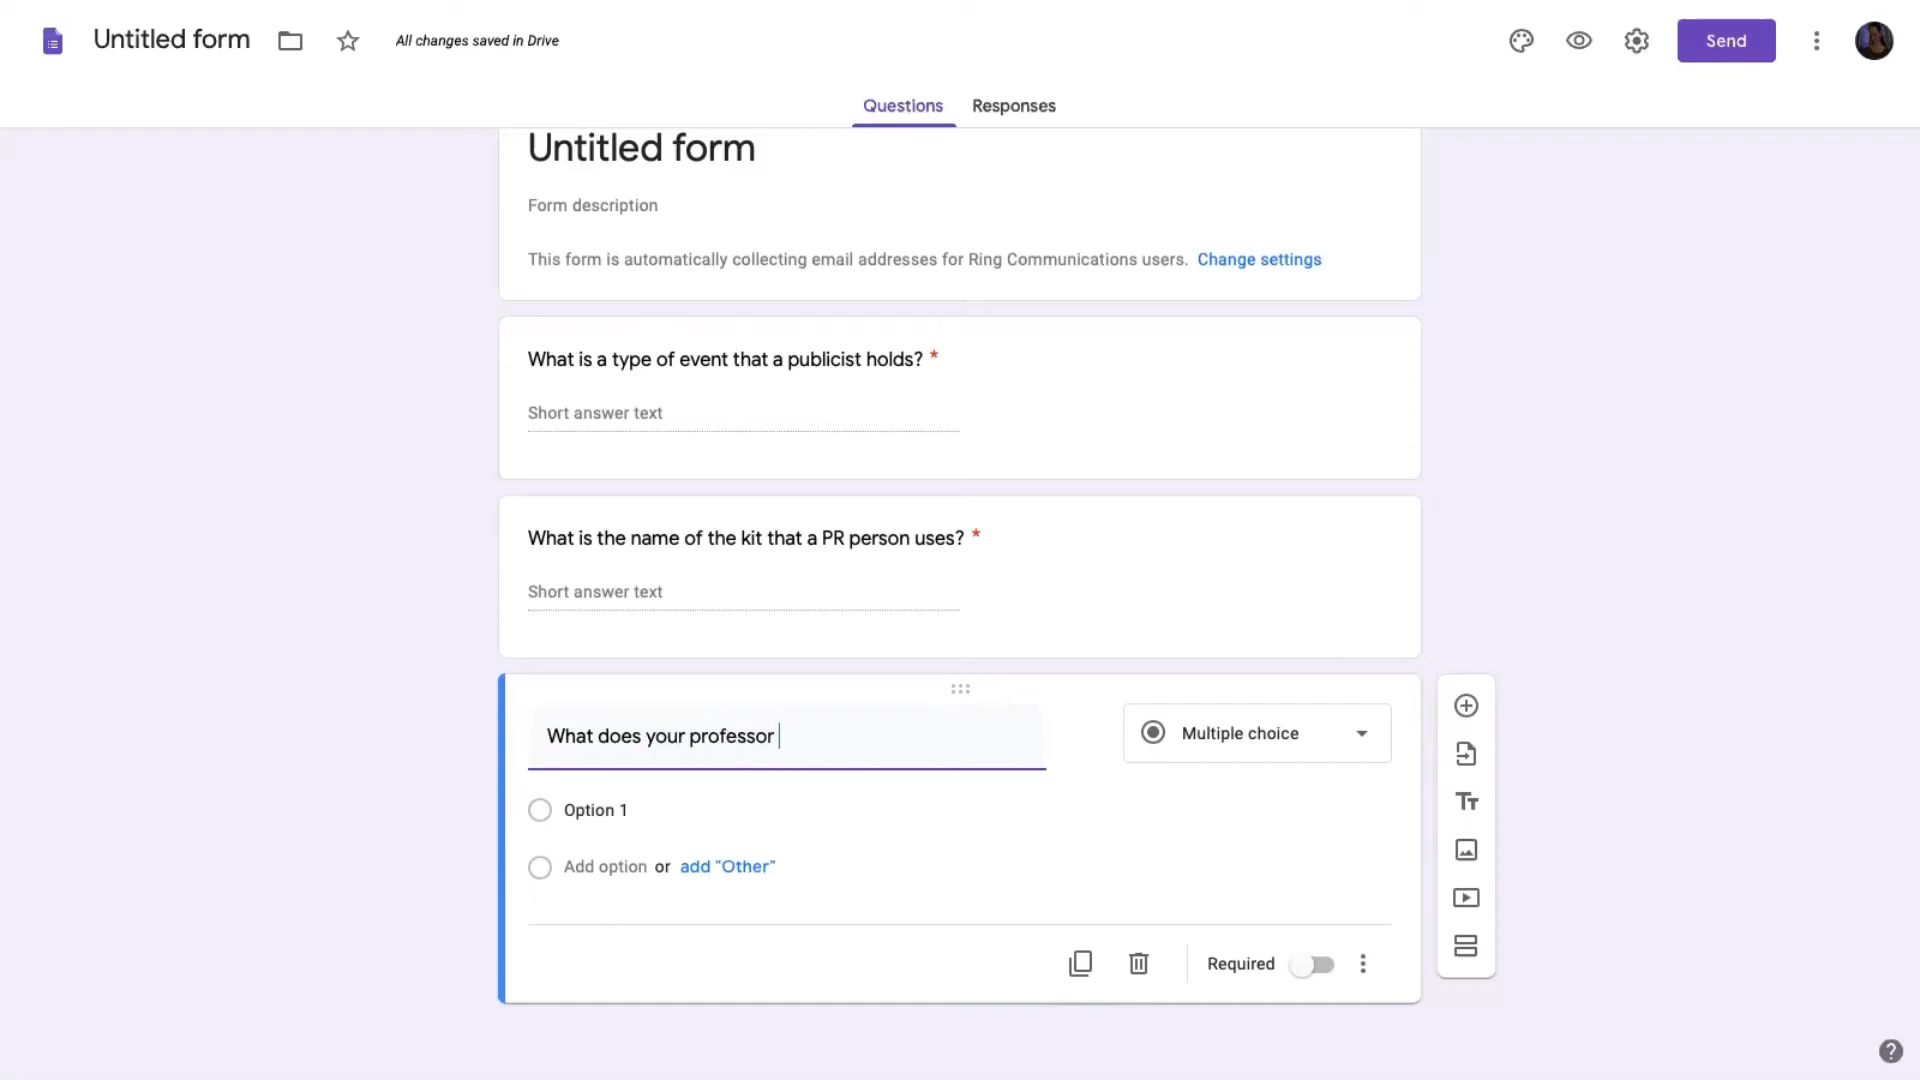 Untitled form
All changes saved in Drive
Send
Questions
Responses
Untitled form
Form description
This form is automatically collecting email addresses for Ring Communications users. Change settings
What is a type of event that a publicist holds? *
Short answer text
What is the name of the kit that a PR person uses? *
Short answer text
What does your professor
Multiple choice
Option 1
Add option or add "Other"
Required